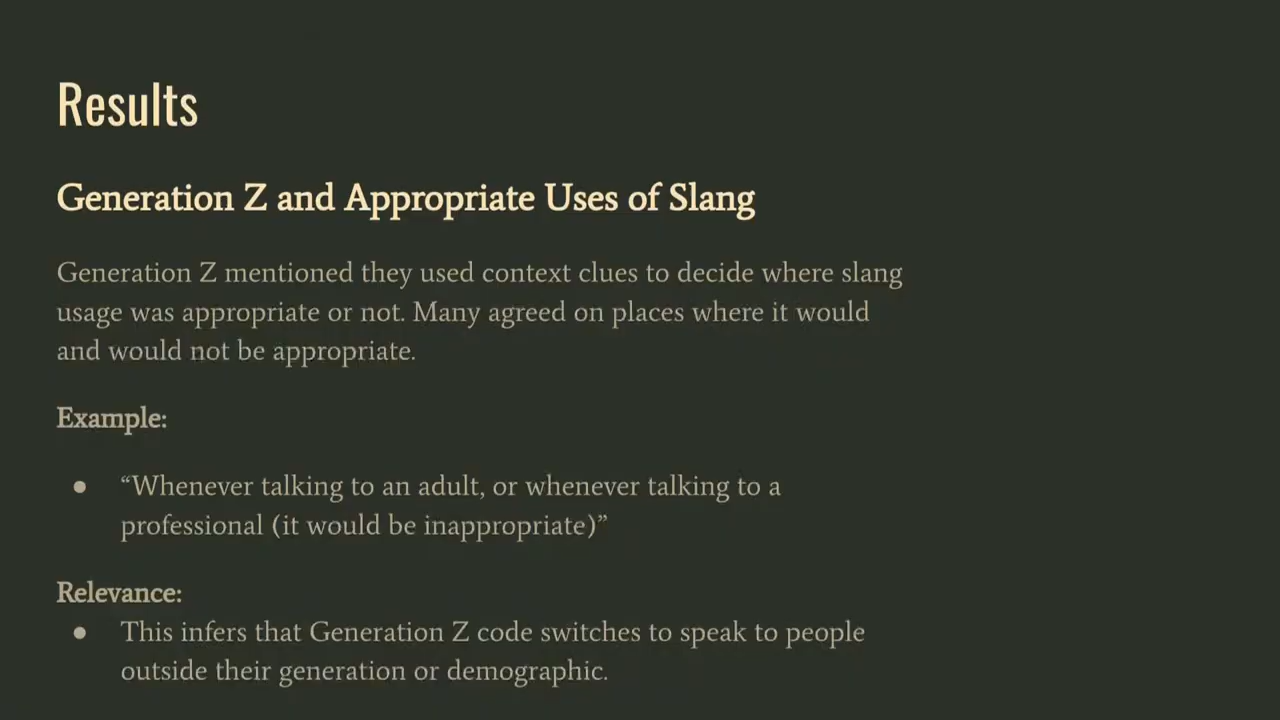 Results
Generation Z and Appropriate Uses of Slang
Generation Z mentioned they used context clues to decide where slang
usage was appropriate or not. Many agreed on places where it would
and would not be appropriate.
Example:
● “Whenever talking to an adult, or whenever talking to a
professional (it would be inappropriate)”
Relevance:
● This infers that Generation Z code switches to speak to people
outside their generation or demographic.